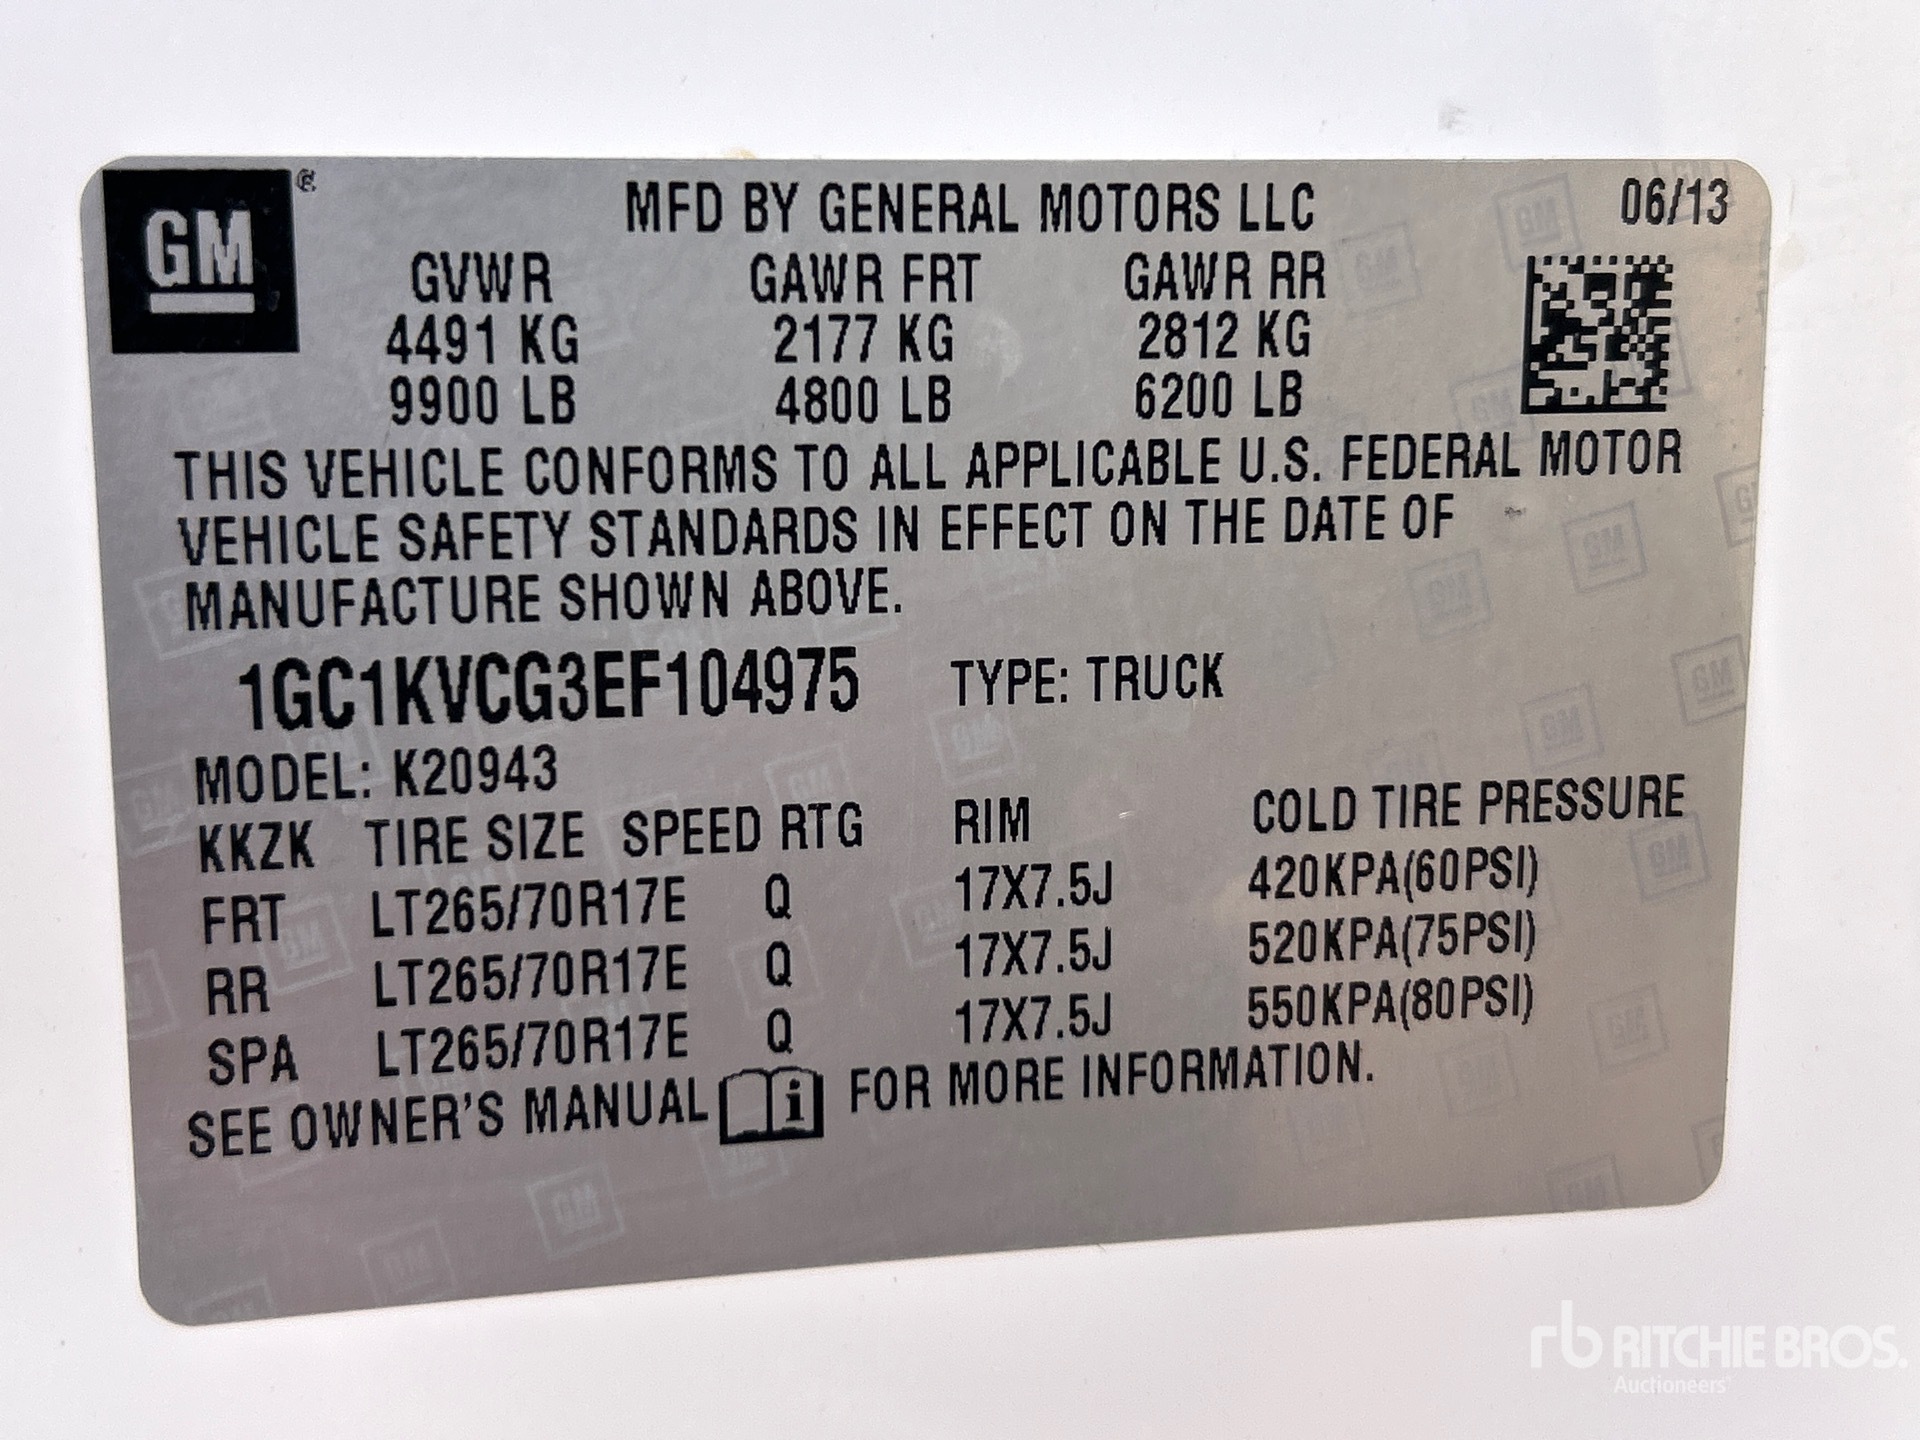 GM ®
MFD BY GENERAL MOTORS LLC 06/13
GVWR GAWR FRT GAWR RR
4491 KG 2177 KG 2812 KG
9900 LB 4800 LB 6200 LB
THIS VEHICLE CONFORMS TO ALL APPLICABLE U.S. FEDERAL MOTOR
VEHICLE SAFETY STANDARDS IN EFFECT ON THE DATE OF
MANUFACTURE SHOWN ABOVE.
1GC1KVCG3EF104975 TYPE: TRUCK
MODEL: K20943
KKZK TIRE SIZE SPEED RTG RIM COLD TIRE PRESSURE
FRT LT265/70R17E Q 17X7.5J 420KPA(60PSI)
RR LT265/70R17E Q 17X7.5J 520KPA(75PSI)
SPA LT265/70R17E Q 17X7.5J 550KPA(80PSI)
SEE OWNER'S MANUAL i FOR MORE INFORMATION.
rb RITCHIE BROS.
Auctioneers